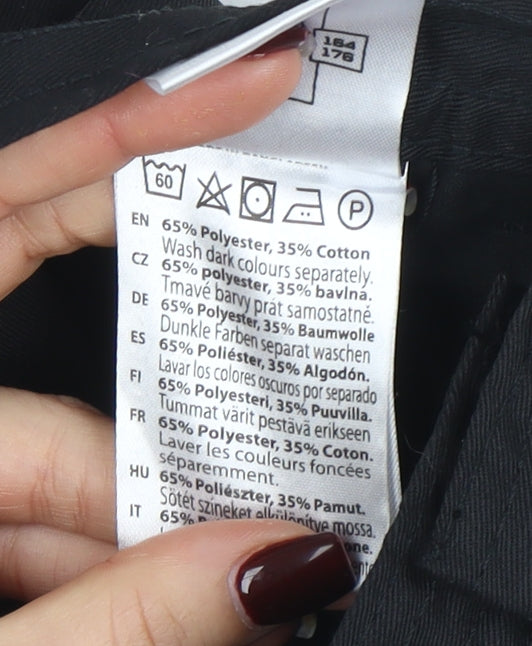 164
176
60
P
EN 65% Polyester, 35% Cotton
Wash dark colours separately.
CZ 65% polyester, 35% bavlna.
Tmavé barvy prát samostatné.
DE 65% Polyester, 35% Baumwolle
Dunkle Farben separat waschen
ES 65% Poliéster, 35% Algodón.
Lavar los colores oscuros por separado
FI 65% Polyesteri, 35% Puuvilla.
Tummat värit pestävä erikseen
FR 65% Polyester, 35% Coton.
Laver les couleurs foncées
séparemment.
HU 65% Poliészter, 35% Pamut.
Sötét színeket elkülönítve mossa.
IT 65%